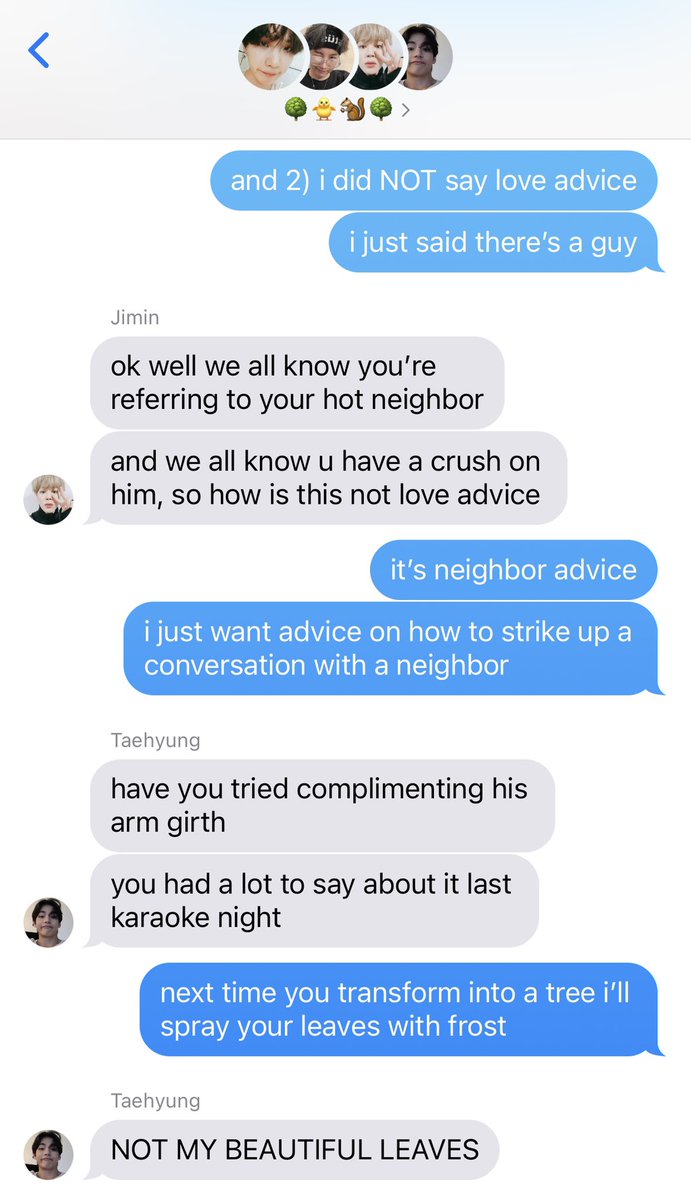 and 2) i did NOT say love advice
i just said there’s a guy
Jimin
ok well we all know you’re
referring to your hot neighbor
and we all know u have a crush on
him, so how is this not love advice
it’s neighbor advice
i just want advice on how to strike up a
conversation with a neighbor
Taehyung
have you tried complimenting his
arm girth
you had a lot to say about it last
karaoke night
next time you transform into a tree i’ll
spray your leaves with frost
Taehyung
NOT MY BEAUTIFUL LEAVES